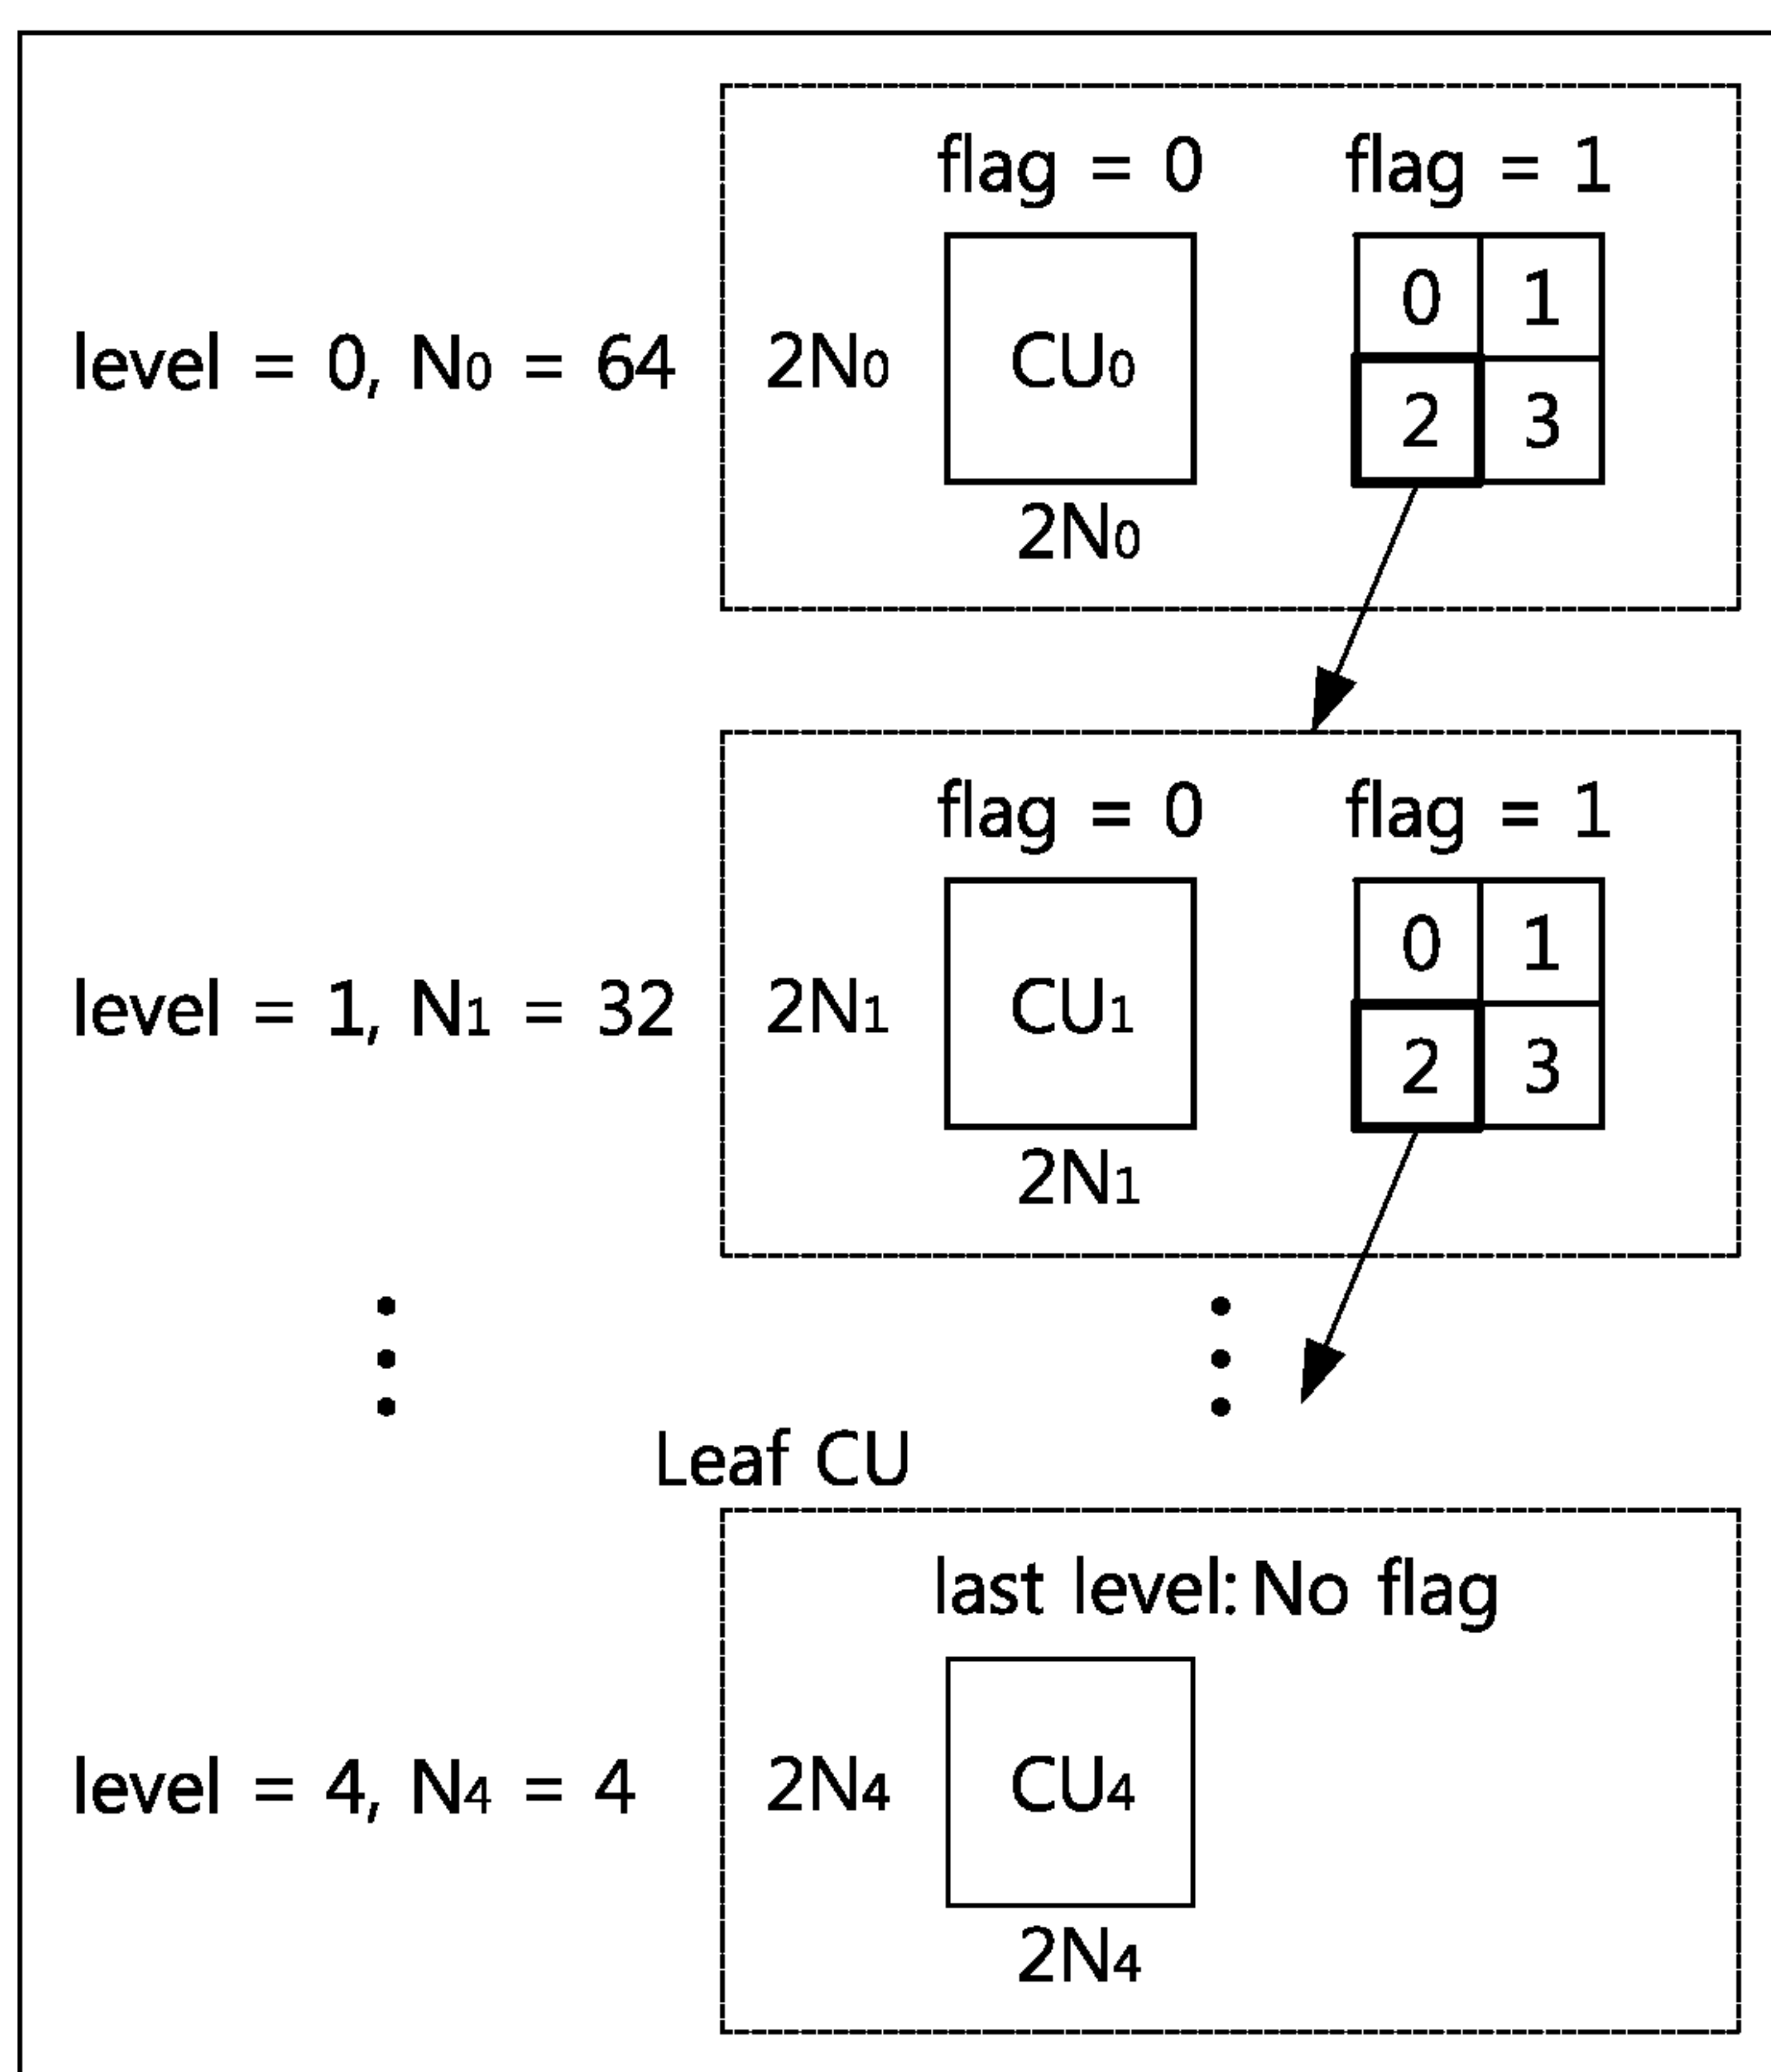 flag = 0 flag = 1
level = 0, N0 = 64 2N0 CU0 0 1
2 3
2N0
flag = 0 flag = 1
level = 1, N1 = 32 2N1 CU1 0 1
2 3
2N1
Leaf CU
last level: No flag
level = 4, N4 = 4 2N4 CU4
2N4